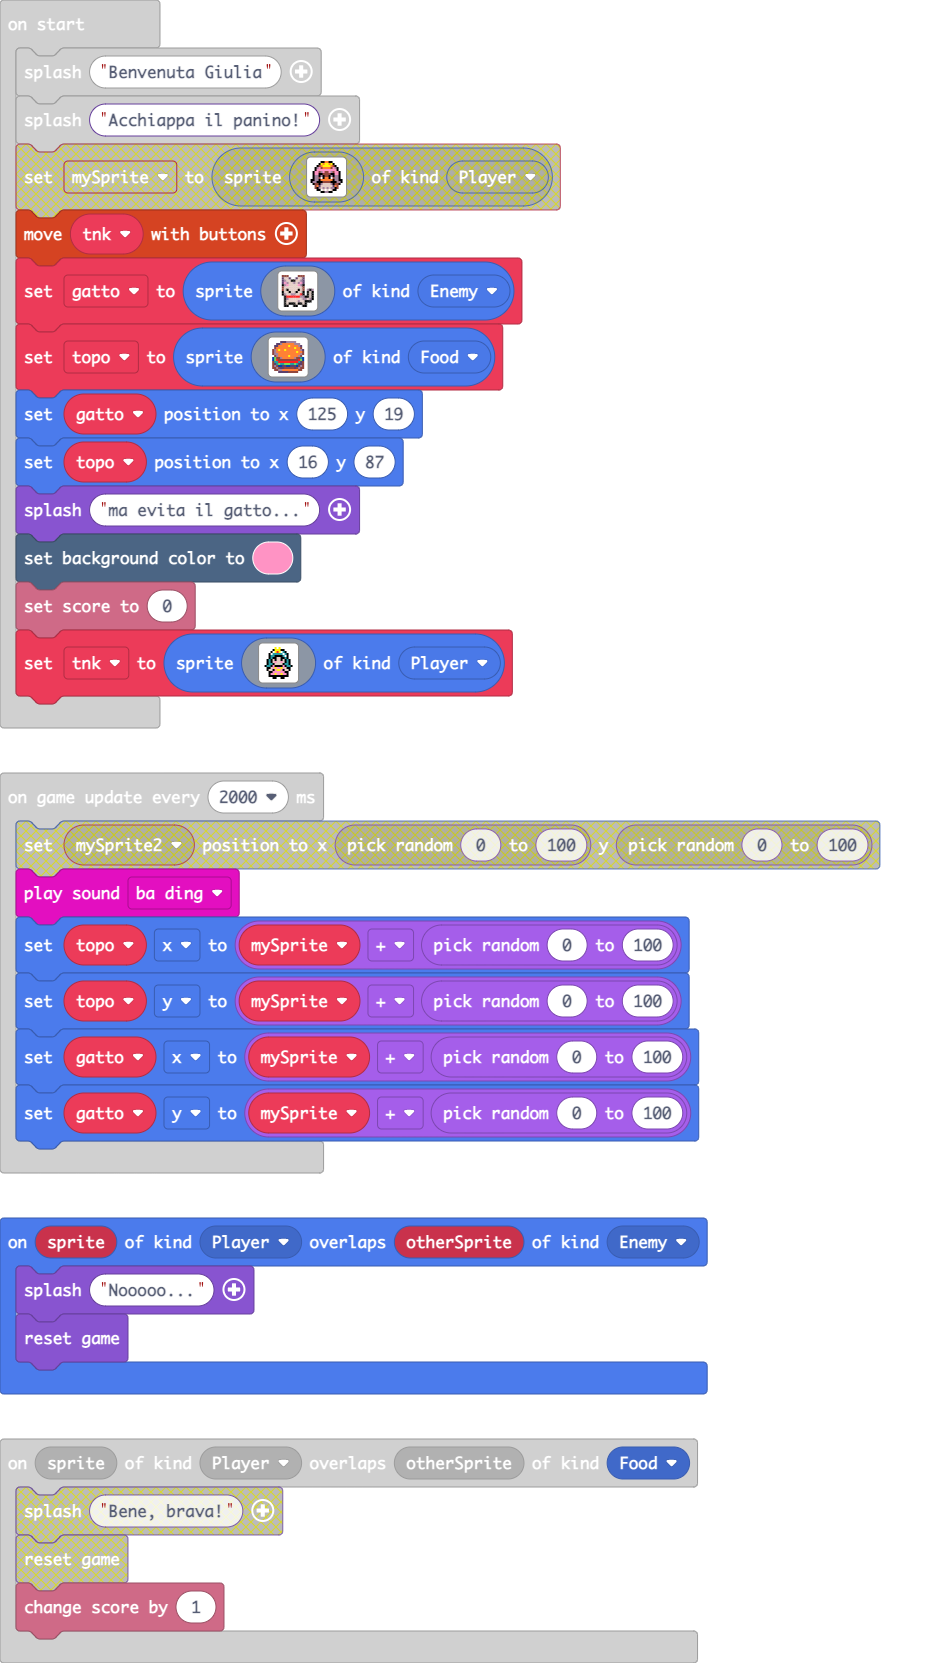 on start
splash "Benvenuta Giulia"
splash "Acchiappa il panino!"
set mySprite to sprite of kind Player
move tnk with buttons
set gatto to sprite of kind Enemy
set topo to sprite of kind Food
set gatto position to x 125 y 19
set topo position to x 16 y 87
splash "ma evita il gatto..."
set background color to
set score to 0
set tnk to sprite of kind Player
on game update every 2000 ms
set mySprite2 position to x pick random 0 to 100 y pick random 0 to 100
play sound ba ding
set topo x to mySprite + pick random 0 to 100
set topo y to mySprite + pick random 0 to 100
set gatto x to mySprite + pick random 0 to 100
set gatto y to mySprite + pick random 0 to 100
on sprite of kind Player overlaps otherSprite of kind Enemy
splash "Nooooo..."
reset game
on sprite of kind Player overlaps otherSprite of kind Food
splash "Bene, brava!"
reset game
change score by 1